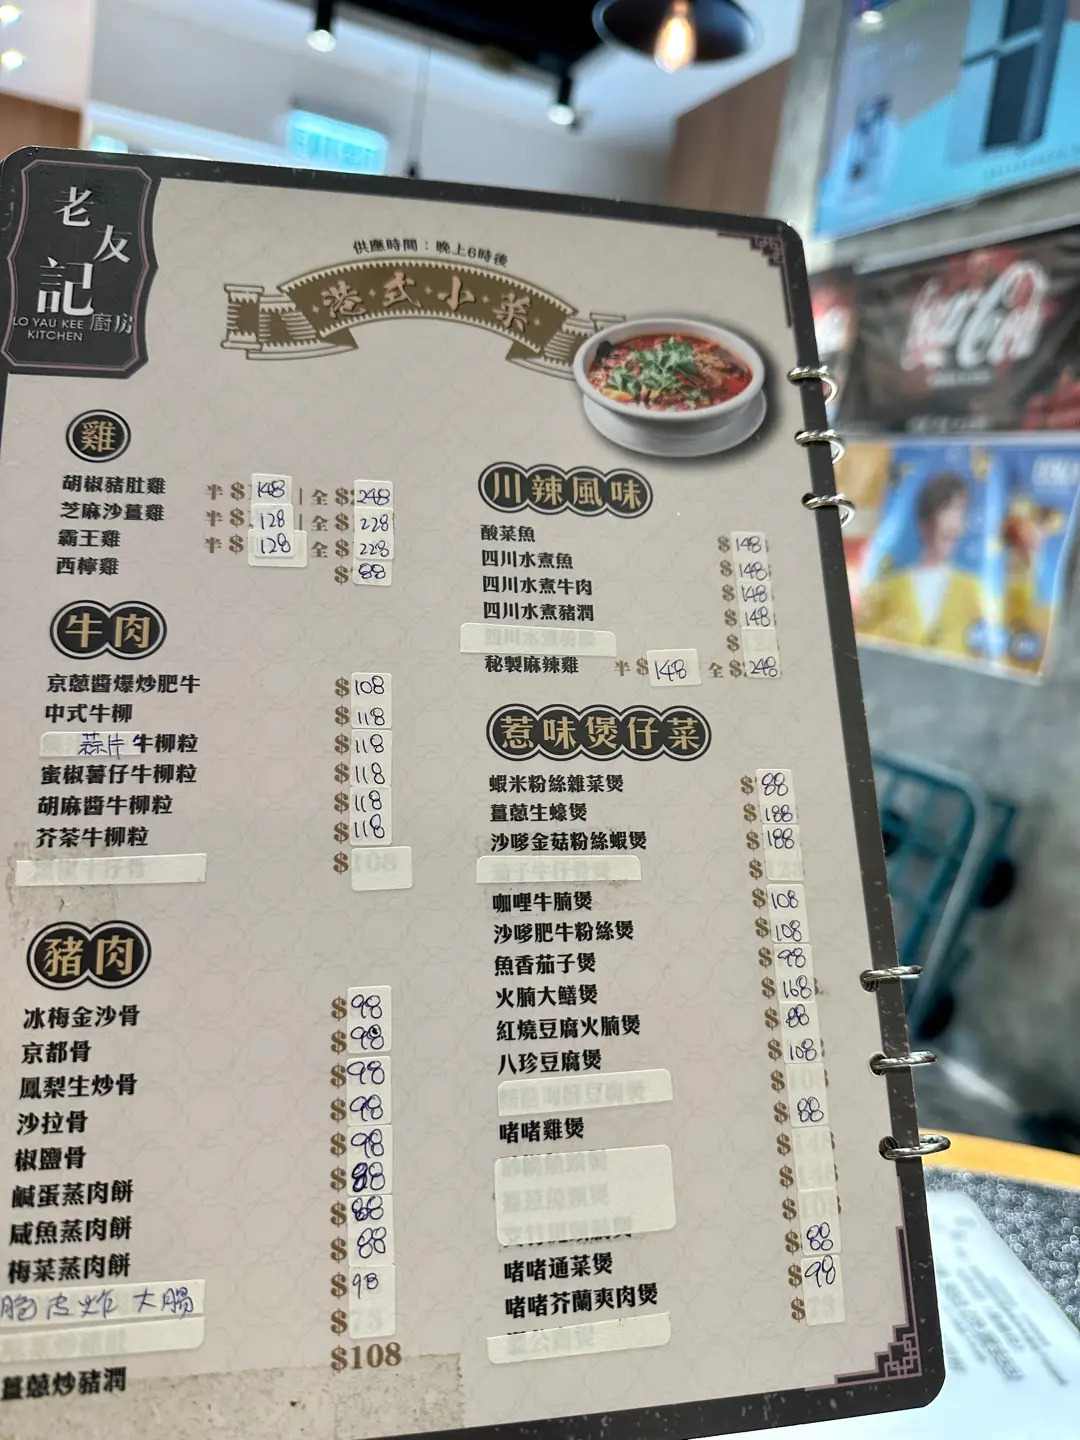 老友記
廚房
LO YAU KEE
KITCHEN
供應時間：晚上6時後
港式小菜
雞
胡椒豬肚雞 半 $148 | 全 $248
芝麻沙薑雞 半 $128 | 全 $228
霸王雞 半 $128 全 $228
西檸雞 $88
牛肉
京蔥醬爆炒肥牛 $108
中式牛柳 $118
蒜片牛柳粒 $118
蜜椒薯仔牛柳粒 $118
胡麻醬牛柳粒 $118
芥茶牛柳粒 $118
$108
豬肉
冰梅金沙骨 $98
京都骨 $98
鳳梨生炒骨 $98
沙拉骨 $98
椒鹽骨 $98
鹹蛋蒸肉餅 $88
咸魚蒸肉餅 $88
梅菜蒸肉餅 $88
脆皮炸大腸 $98
薑蔥炒豬潤 $108
川辣風味
酸菜魚 $148
四川水煮魚 $148
四川水煮牛肉 $148
四川水煮豬潤 $148
秘製麻辣雞 半 $148 全 $248
惹味煲仔菜
蝦米粉絲雜菜煲 $88
薑蔥生蠔煲 $188
沙嗲金菇粉絲蝦煲 $188
咖哩牛腩煲 $108
沙嗲肥牛粉絲煲 $108
魚香茄子煲 $98
火腩大鱔煲 $168
紅燒豆腐火腩煲 $88
八珍豆腐煲 $108
啫啫雞煲 $88
啫啫通菜煲 $88
啫啫芥蘭爽肉煲 $98
Coca-Cola